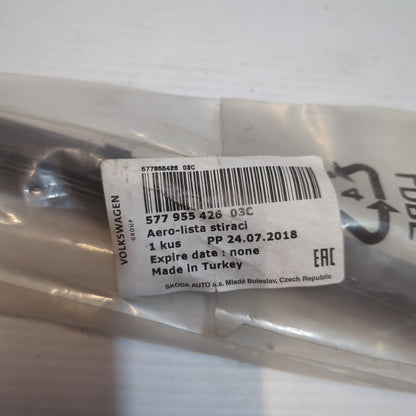 577955426 03C
VOLKSWAGEN
GROUP
577 955 426 03C
Aero-lista stiraci
1 kus PP 24.07.2018
Expire date : none
Made in Turkey
EAC
ŠKODA AUTO a.s. Mladá Boleslav, Czech Republic
4